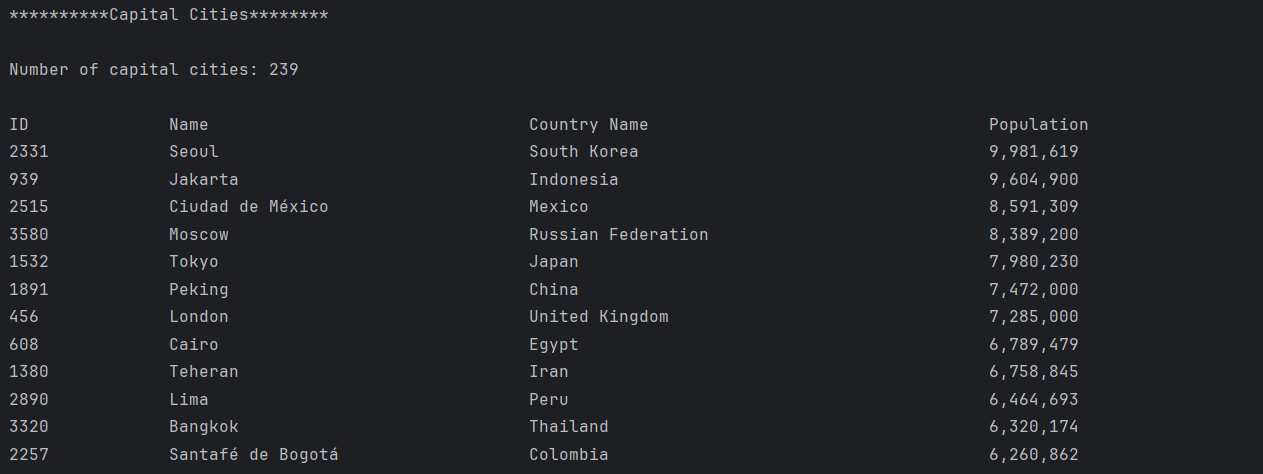 **********Capital Cities********
Number of capital cities: 239
ID Name Country Name Population
2331 Seoul South Korea 9,981,619
939 Jakarta Indonesia 9,604,900
2515 Ciudad de México Mexico 8,591,309
3580 Moscow Russian Federation 8,389,200
1532 Tokyo Japan 7,980,230
1891 Peking China 7,472,000
456 London United Kingdom 7,285,000
608 Cairo Egypt 6,789,479
1380 Teheran Iran 6,758,845
2890 Lima Peru 6,464,693
3320 Bangkok Thailand 6,320,174
2257 Santafé de Bogotá Colombia 6,260,862